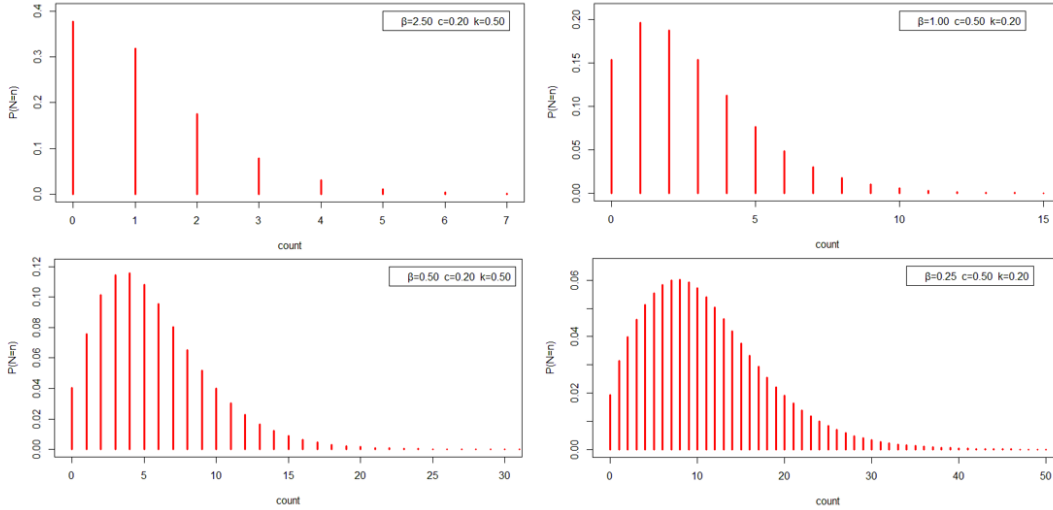 β=2.50 c=0.20 k=0.50
P(N=n)
0.4
0.3
0.2
0.1
0.0
0 1 2 3 4 5 6 7
count
β=1.00 c=0.50 k=0.20
P(N=n)
0.20
0.15
0.10
0.05
0.00
0 5 10 15
count
β=0.50 c=0.20 k=0.50
P(N=n)
0.12
0.10
0.08
0.06
0.04
0.02
0.00
0 5 10 15 20 25 30
count
β=0.25 c=0.50 k=0.20
P(N=n)
0.06
0.04
0.02
0.00
0 10 20 30 40 50
count